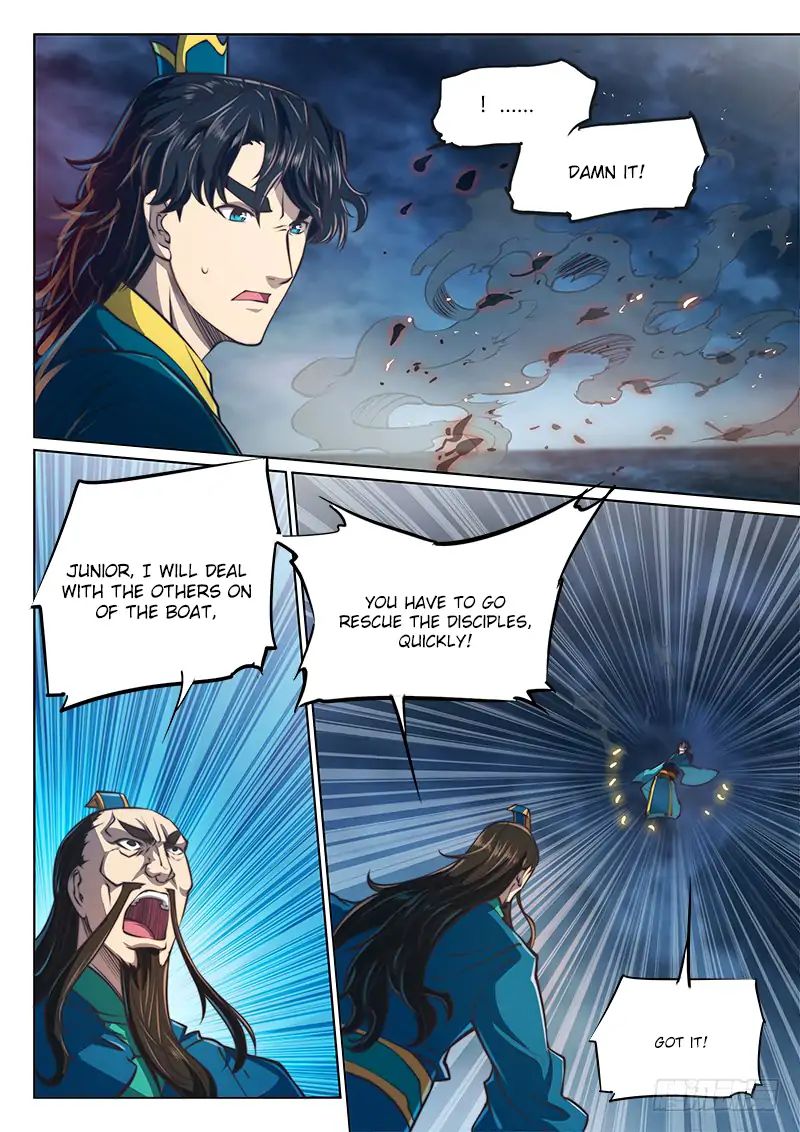 ! ......
DAMN IT!
JUNIOR, I WILL DEAL
WITH THE OTHERS ON
OF THE BOAT,
YOU HAVE TO GO
RESCUE THE DISCIPLES,
QUICKLY!
GOT IT!